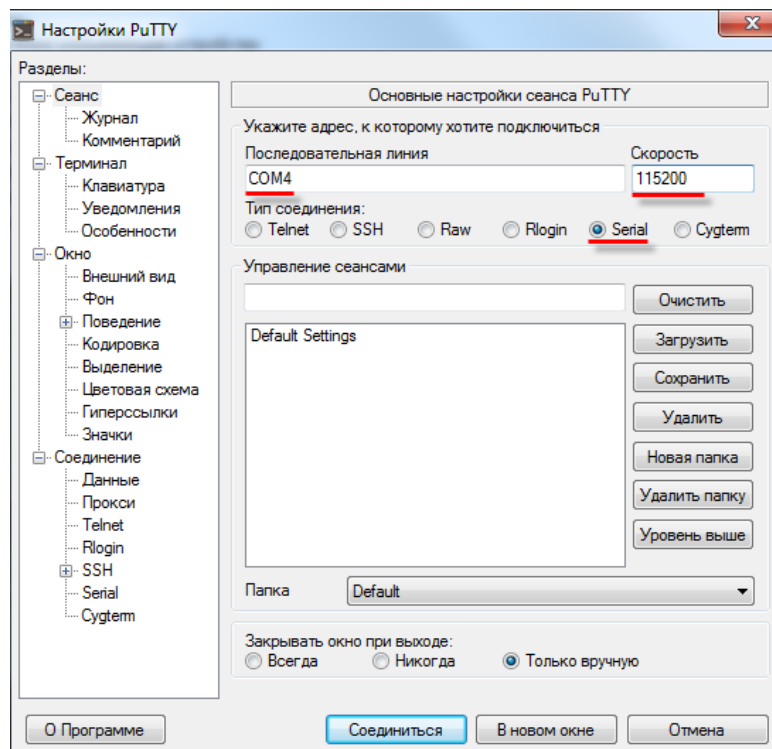 Настройки PuTTY
Разделы:
Сеанс
Журнал
Комментарий
Терминал
Клавиатура
Уведомления
Особенности
Окно
Внешний вид
Фон
Поведение
Кодировка
Выделение
Цветовая схема
Гиперссылки
Значки
Соединение
Данные
Прокси
Telnet
Rlogin
SSH
Serial
Cygterm
Основные настройки сеанса PuTTY
Укажите адрес, к которому хотите подключиться
Последовательная линия Скорость
COM4 115200
Тип соединения:
Telnet SSH Raw Rlogin Serial Cygterm
Управление сеансами
Очистить
Default Settings
Загрузить
Сохранить
Удалить
Новая папка
Удалить папку
Уровень выше
Папка Default
Закрывать окно при выходе:
Всегда Никогда Только вручную
О Программе Соединиться В новом окне Отмена